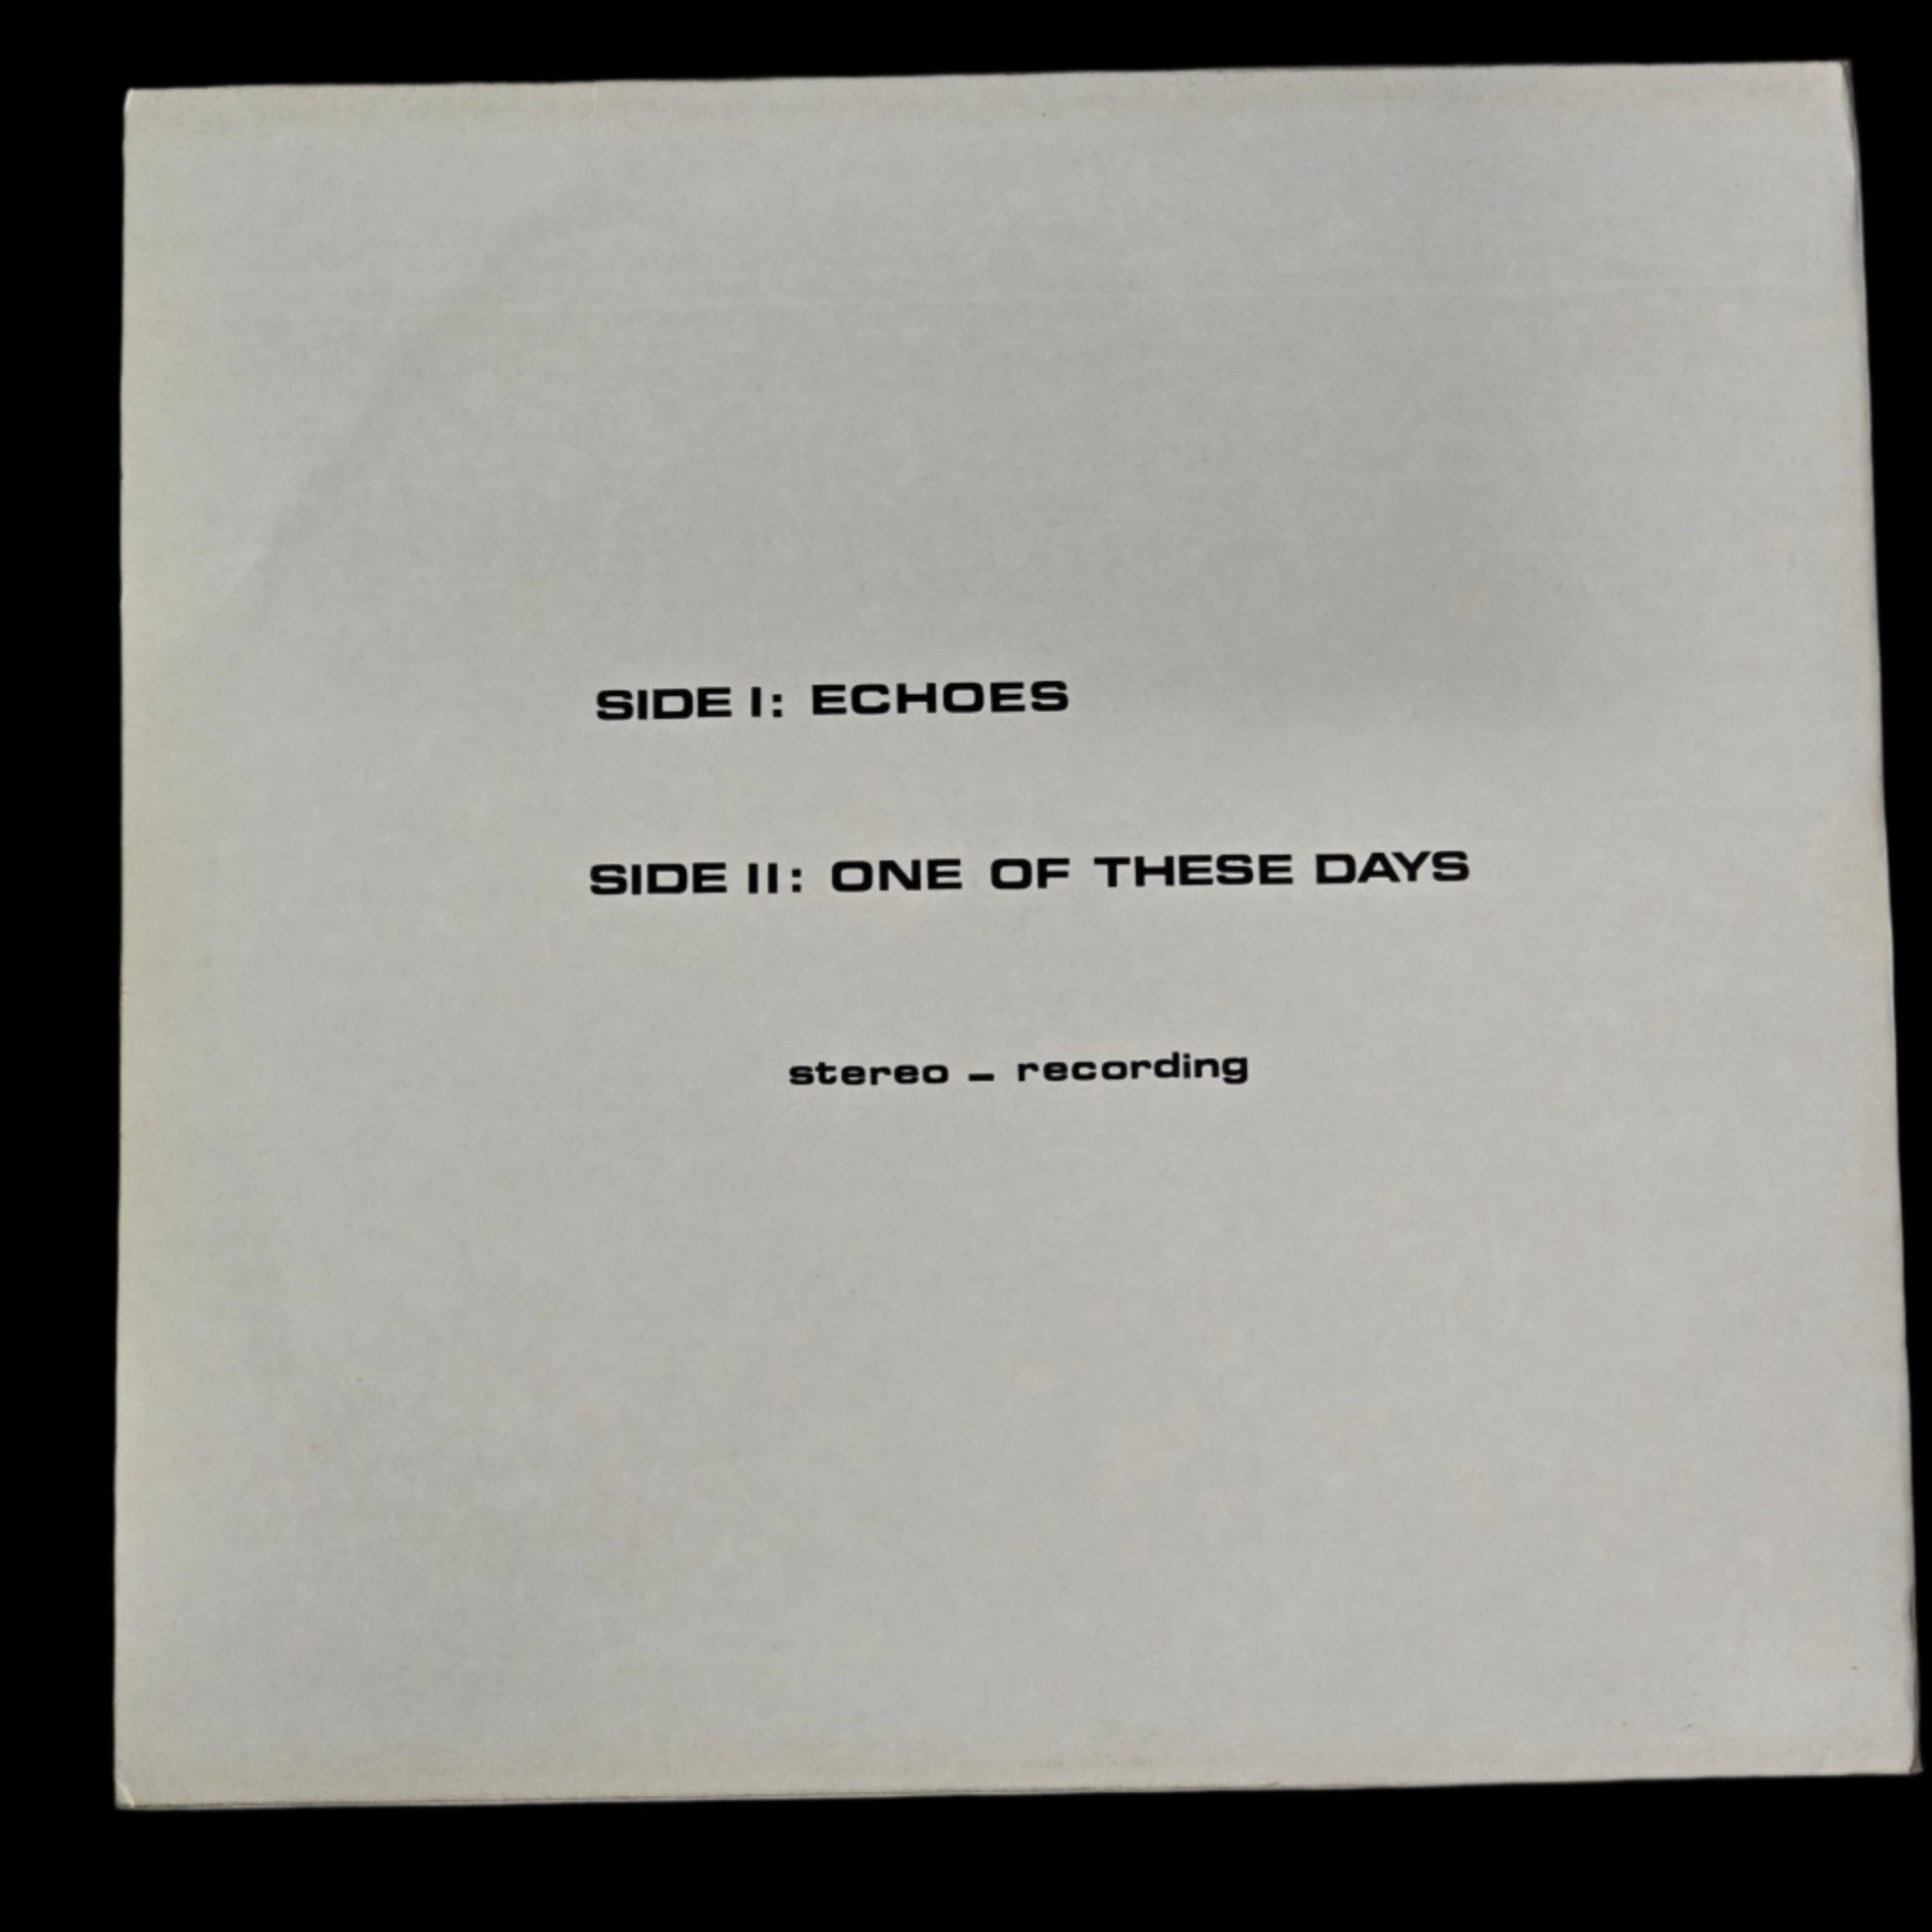 SIDE I: ECHOES
SIDE II: ONE OF THESE DAYS
stereo – recording